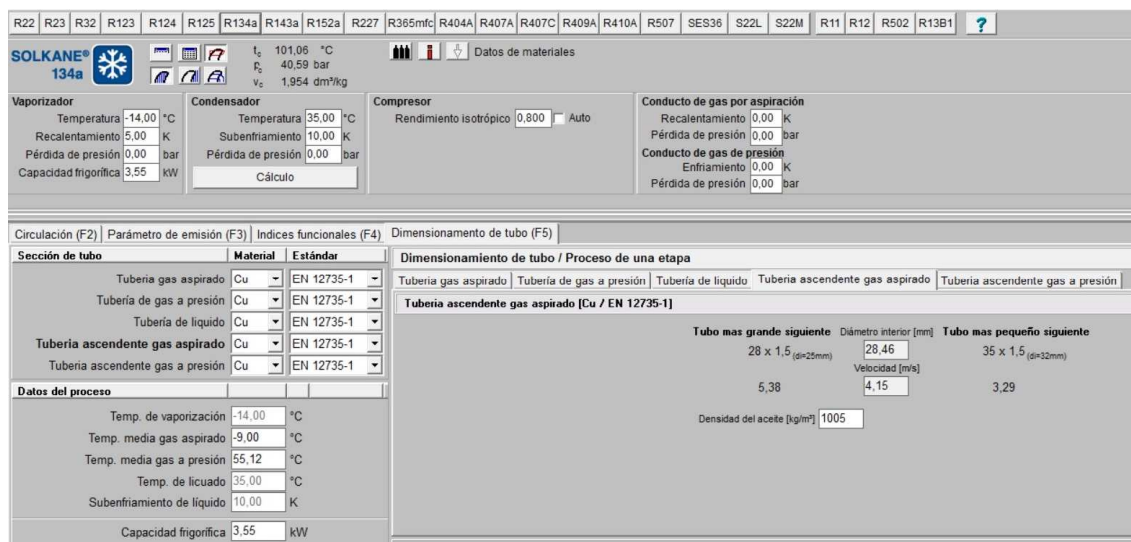 R22 R23 R32 R123 R124 R125 R134a R143a R152a R227 R365mfc R404A R407A R407C R409A R410A R507 SES36 S22L S22M R11 R12 R502 R13B1 ?
SOLKANE®
134a
tc 101,06 °C
pc 40,59 bar
vc 1,954 dm³/kg
Datos de materiales
Vaporizador
Temperatura -14,00 °C
Recalentamiento 5,00 K
Pérdida de presión 0,00 bar
Capacidad frigorífica 3,55 kW
Condensador
Temperatura 35,00 °C
Subenfriamiento 10,00 K
Pérdida de presión 0,00 bar
Cálculo
Compresor
Rendimiento isotrópico 0,800 Auto
Conducto de gas por aspiración
Recalentamiento 0,00 K
Pérdida de presión 0,00 bar
Conducto de gas de presión
Enfriamiento 0,00 K
Pérdida de presión 0,00 bar
Circulación (F2) Parámetro de emisión (F3) Indices funcionales (F4) Dimensionamento de tubo (F5)
Sección de tubo Material Estándar
Tuberia gas aspirado Cu EN 12735-1
Tubería de gas a presión Cu EN 12735-1
Tubería de liquido Cu EN 12735-1
Tuberia ascendente gas aspirado Cu EN 12735-1
Tuberia ascendente gas a presión Cu EN 12735-1
Datos del proceso
Temp. de vaporización -14,00 °C
Temp. media gas aspirado -9,00 °C
Temp. media gas a presión 55,12 °C
Temp. de licuado 35,00 °C
Subenfriamiento de líquido 10,00 K
Capacidad frigorífica 3,55 kW
Dimensionamiento de tubo / Proceso de una etapa
Tuberia gas aspirado Tubería de gas a presión Tubería de liquido Tuberia ascendente gas aspirado Tuberia ascendente gas a presión
Tuberia ascendente gas aspirado [Cu / EN 12735-1]
Tubo mas grande siguiente Diámetro interior [mm] Tubo mas pequeño siguiente
28 x 1,5 (di=25mm) 28,46 35 x 1,5 (di=32mm)
Velocidad [m/s]
5,38 4,15 3,29
Densidad del aceite [kg/m³] 1005